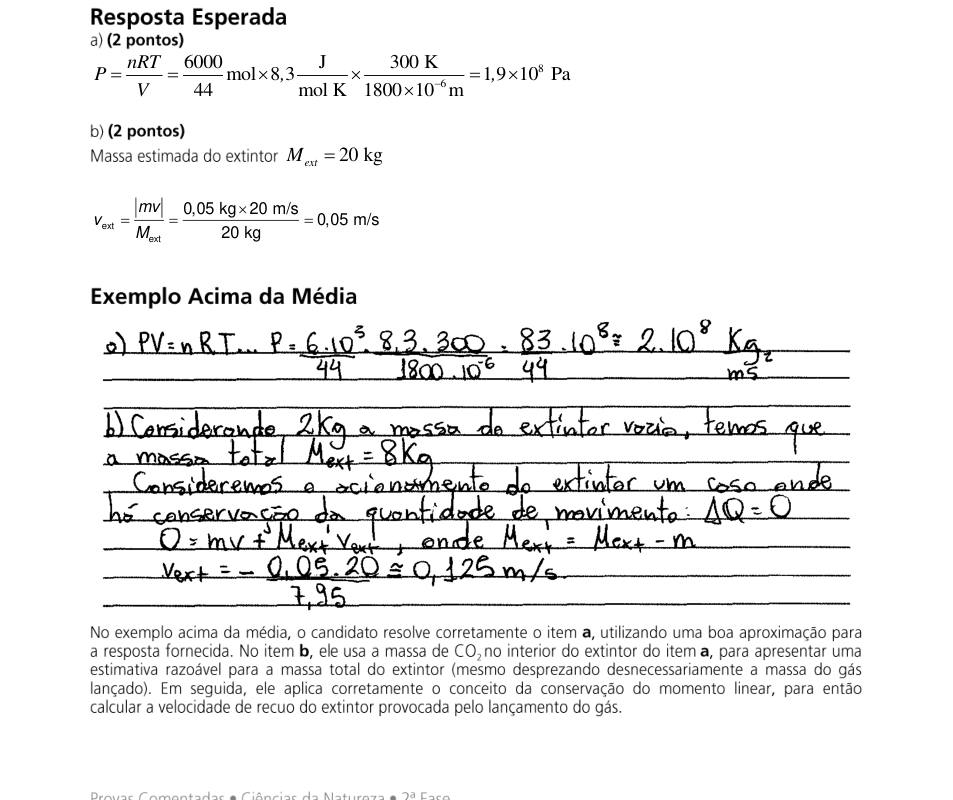 Resposta Esperada
a) (2 pontos)
P = nRT/V = 6000/44 mol × 8,3 J/mol K × 300 K/1800×10⁻⁶ m = 1,9×10⁸ Pa
b) (2 pontos)
Massa estimada do extintor M_ext = 20 kg
v_ext = |mv|/M_ext = 0,05 kg × 20 m/s/20 kg = 0,05 m/s
Exemplo Acima da Média
a) PV = nRT... P = 6.10³/44 . 8,3.300/1800.10⁻⁶ = 83/44 .10⁸ ≅ 2.10⁸ Kg/ms²
b) Considerando 2Kg a massa do extintor vazio, temos que
a massa total M_ext = 8Kg
Consideremos o acionamento do extintor um caso onde
há conservação da quantidade de movimento: ΔQ = 0
0 = mv + M_ext' V_ext', onde M_ext' = M_ext - m
V_ext = - 0,05.20/7,95 ≅ 0,125m/s.
No exemplo acima da média, o candidato resolve corretamente o item a, utilizando uma boa aproximação para
a resposta fornecida. No item b, ele usa a massa de CO₂ no interior do extintor do item a, para apresentar uma
estimativa razoável para a massa total do extintor (mesmo desprezando desnecessariamente a massa do gás
lançado). Em seguida, ele aplica corretamente o conceito da conservação do momento linear, para então
calcular a velocidade de recuo do extintor provocada pelo lançamento do gás.
Provas Comentadas • Ciências da Natureza • 2ª Fase